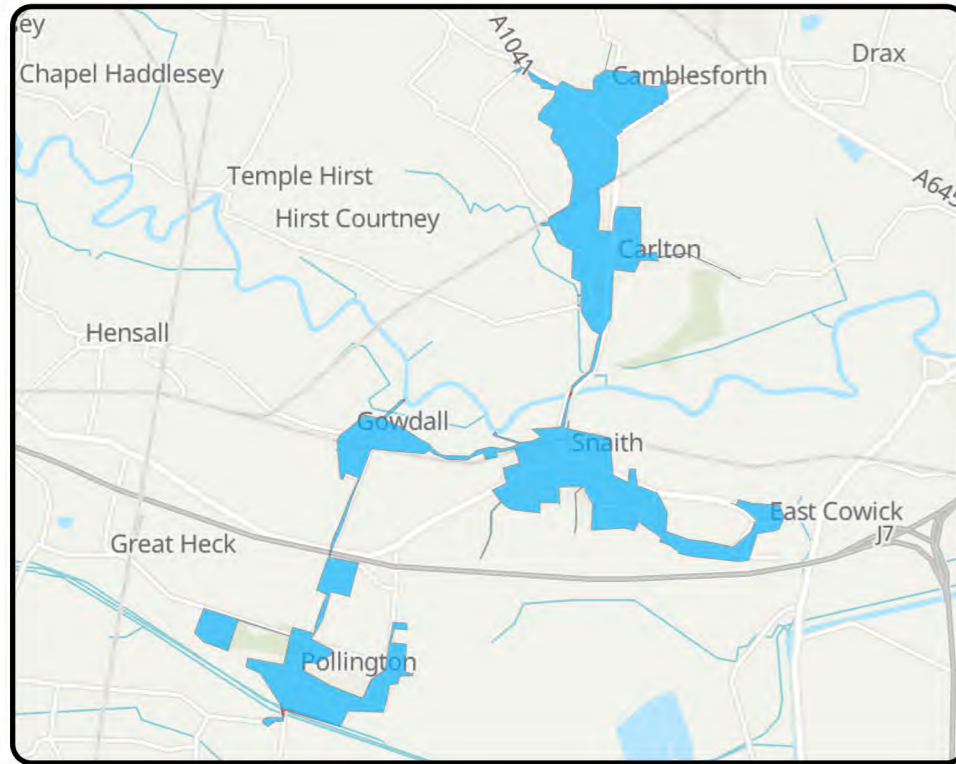 sey
A1041
Drax
Chapel Haddlesey
Camblesforth
Temple Hirst
A645
Hirst Courtney
Carlton
Hensall
Gowdall
Snaith
East Cowick
J7
Great Heck
Pollington